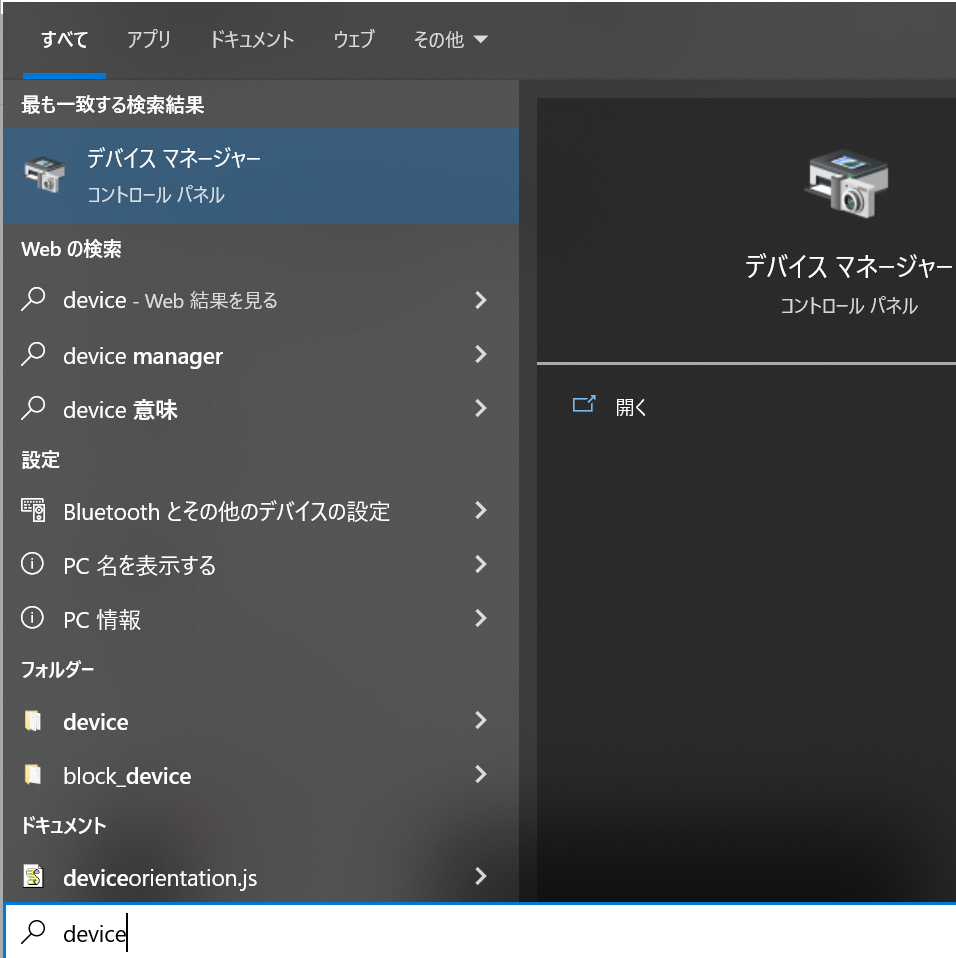 すべて アプリ ドキュメント ウェブ その他
最も一致する検索結果
デバイス マネージャー
コントロール パネル
Web の検索
device - Web 結果を見る
device manager
device 意味
設定
Bluetooth とその他のデバイスの設定
PC 名を表示する
PC 情報
フォルダー
device
block_device
ドキュメント
deviceorientation.js
device
デバイス マネージャー
コントロール パネル
開く